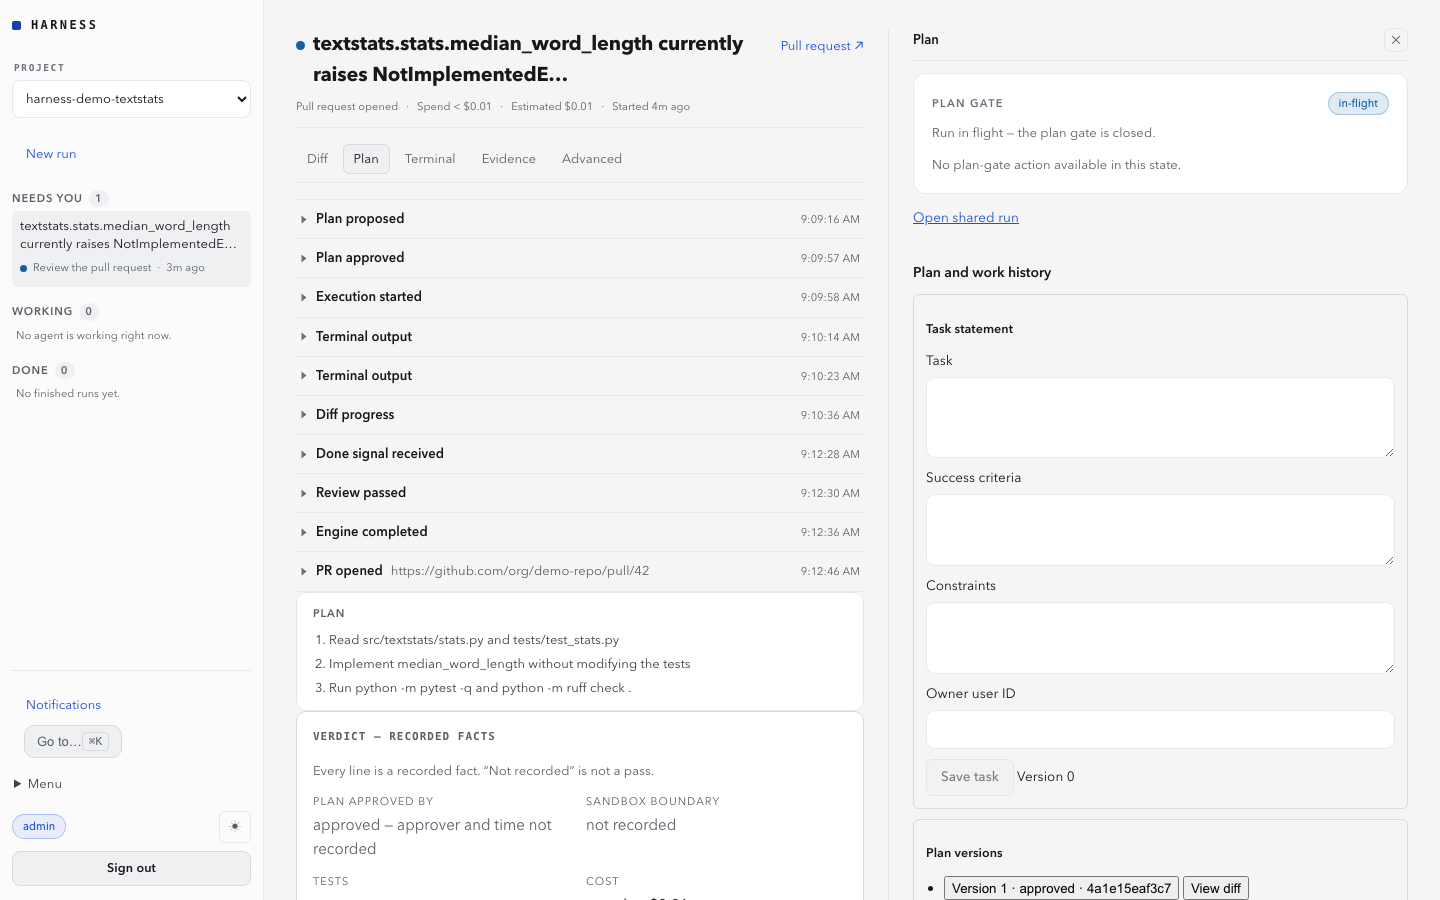 HARNESS
PROJECT
harness-demo-textstats
New run
NEEDS YOU 1
textstats.stats.median_word_length
currently raises NotImplementedE...
Review the pull request · 3m ago
WORKING 0
No agent is working right now.
DONE 0
No finished runs yet.
Notifications
Go to... ⌘K
Menu
admin
Sign out
textstats.stats.median_word_length currently
raises NotImplementedE...
Pull request ↗
Pull request opened · Spend < $0.01 · Estimated $0.01 · Started 4m ago
Diff Plan Terminal Evidence Advanced
Plan proposed 9:09:16 AM
Plan approved 9:09:57 AM
Execution started 9:09:58 AM
Terminal output 9:10:14 AM
Terminal output 9:10:23 AM
Diff progress 9:10:36 AM
Done signal received 9:12:28 AM
Review passed 9:12:30 AM
Engine completed 9:12:36 AM
PR opened https://github.com/org/demo-repo/pull/42 9:12:46 AM
PLAN
1. Read src/textstats/stats.py and tests/test_stats.py
2. Implement median_word_length without modifying the tests
3. Run python -m pytest -q and python -m ruff check .
VERDICT — RECORDED FACTS
Every line is a recorded fact. “Not recorded” is not a pass.
PLAN APPROVED BY
approved — approver and time not
recorded
SANDBOX BOUNDARY
not recorded
TESTS
COST
Plan
PLAN GATE in-flight
Run in flight — the plan gate is closed.
No plan-gate action available in this state.
Open shared run
Plan and work history
Task statement
Task
Success criteria
Constraints
Owner user ID
Save task Version 0
Plan versions
• Version 1 · approved · 4a1e15eaf3c7 View diff